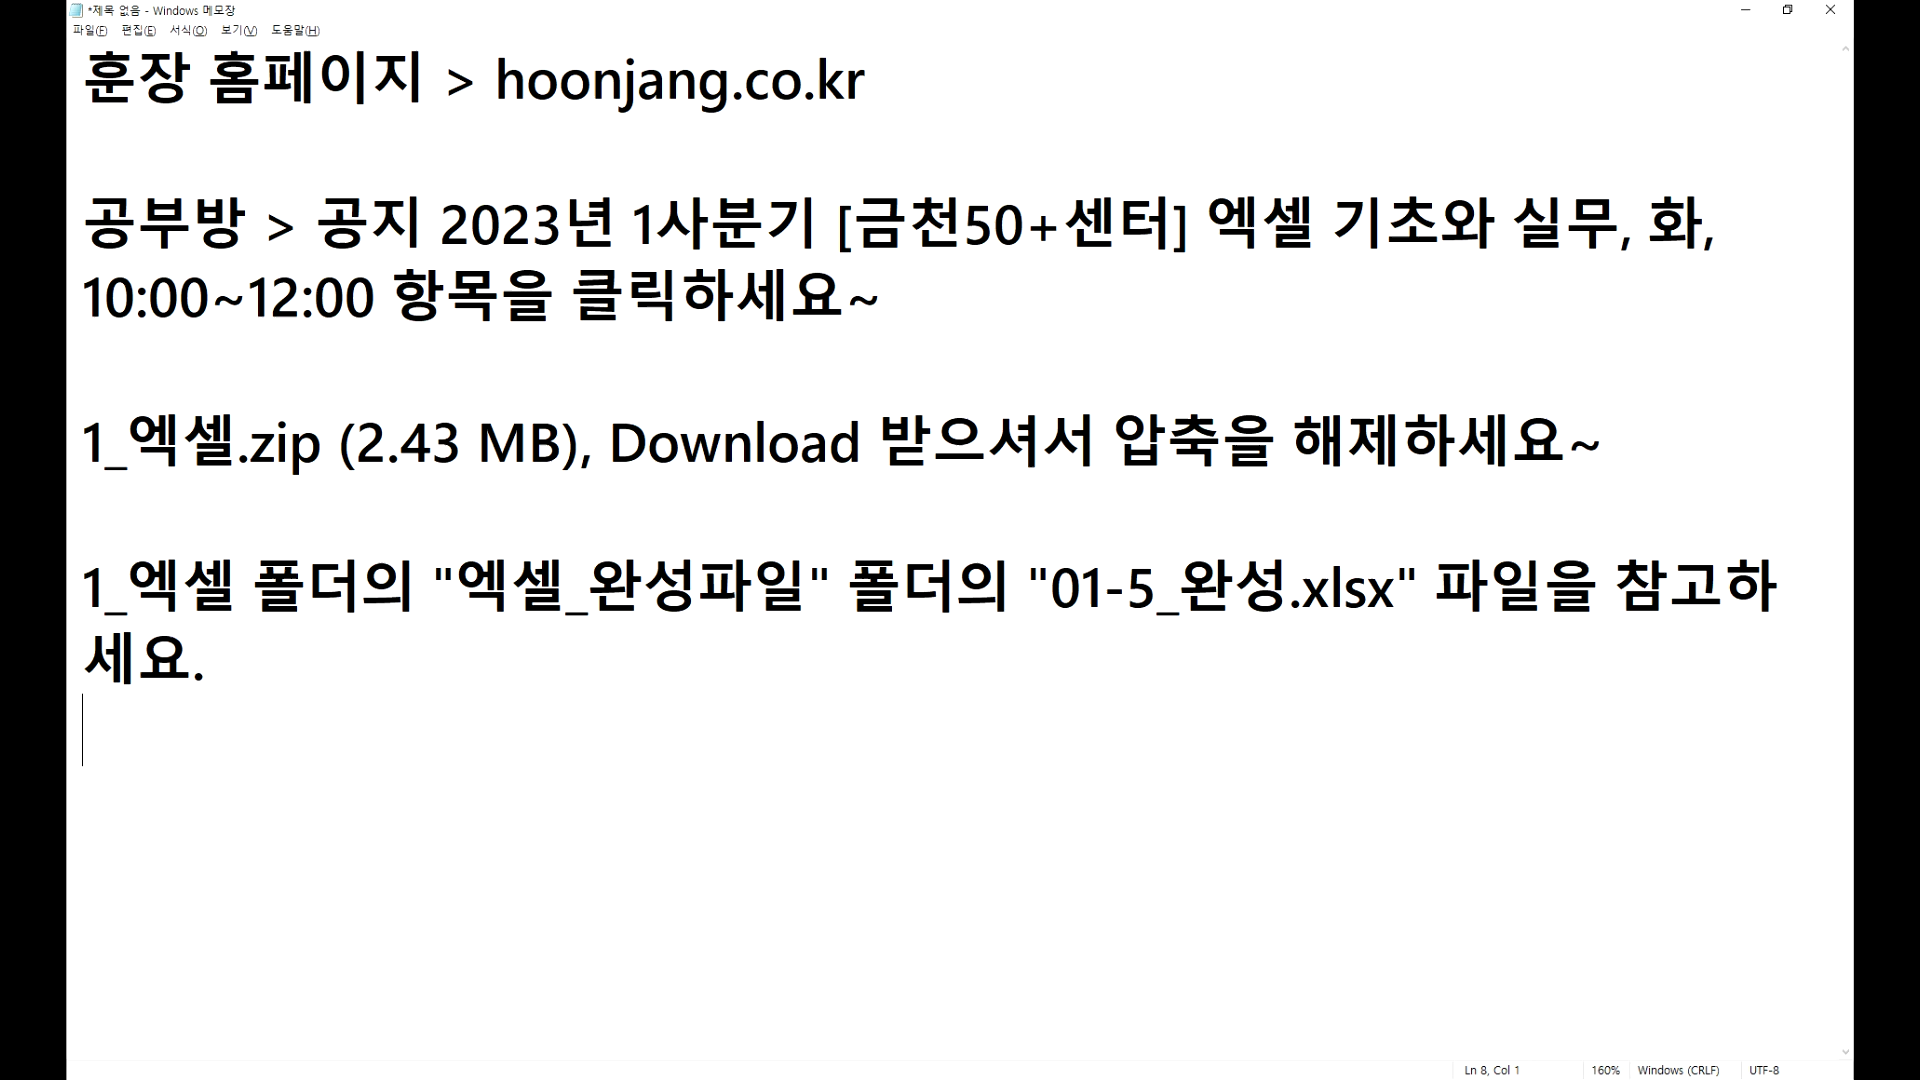 *제목 없음 - Windows 메모장
파일(F) 편집(E) 서식(O) 보기(V) 도움말(H)
훈장 홈페이지 > hoonjang.co.kr
공부방 > 공지 2023년 1사분기 [금천50+센터] 엑셀 기초와 실무, 화,
10:00~12:00 항목을 클릭하세요~
1_엑셀.zip (2.43 MB), Download 받으셔서 압축을 해제하세요~
1_엑셀 폴더의 "엑셀_완성파일" 폴더의 "01-5_완성.xlsx" 파일을 참고하
세요.
Ln 8, Col 1 160% Windows (CRLF) UTF-8